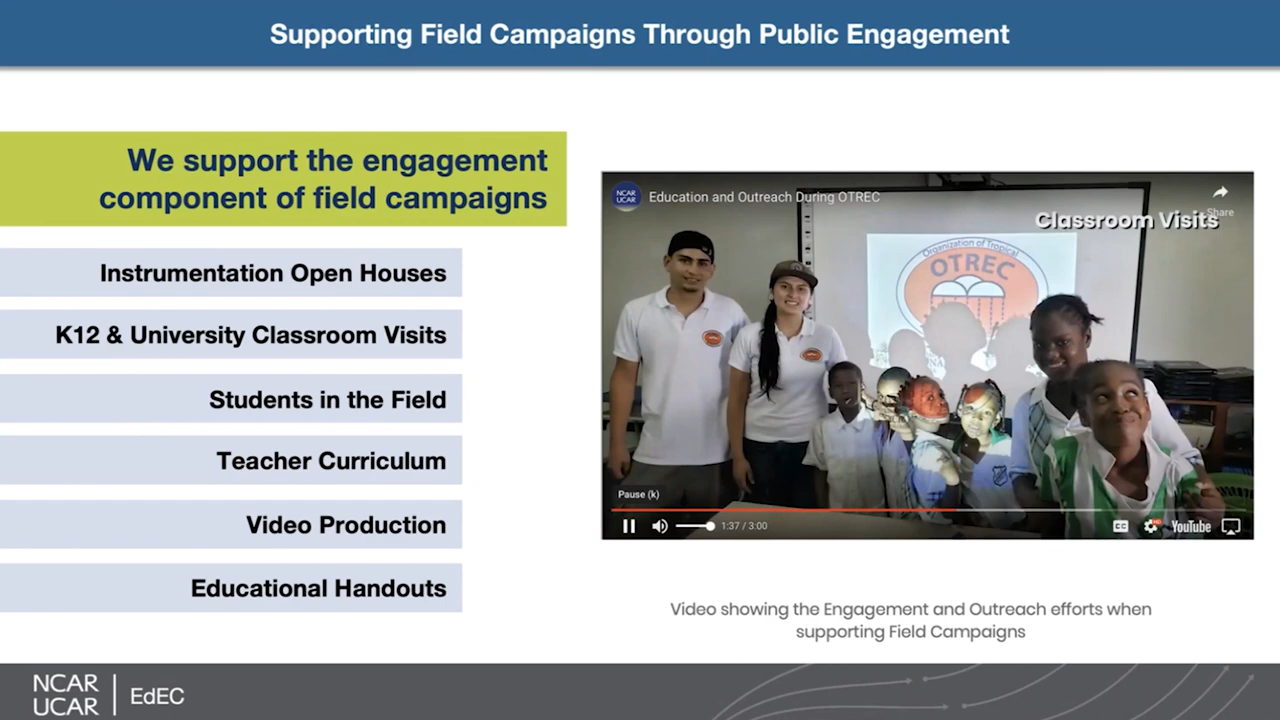 Supporting Field Campaigns Through Public Engagement
We support the engagement
component of field campaigns
Instrumentation Open Houses
K12 & University Classroom Visits
Students in the Field
Teacher Curriculum
Video Production
Educational Handouts
NCAR
UCAR
Education and Outreach During OTREC
Share
Classroom Visits
Organization of Tropical
OTREC
Pause (k)
1:37 / 3:00
CC
HD
YouTube
Video showing the Engagement and Outreach efforts when
supporting Field Campaigns
NCAR
UCAR
EdEC